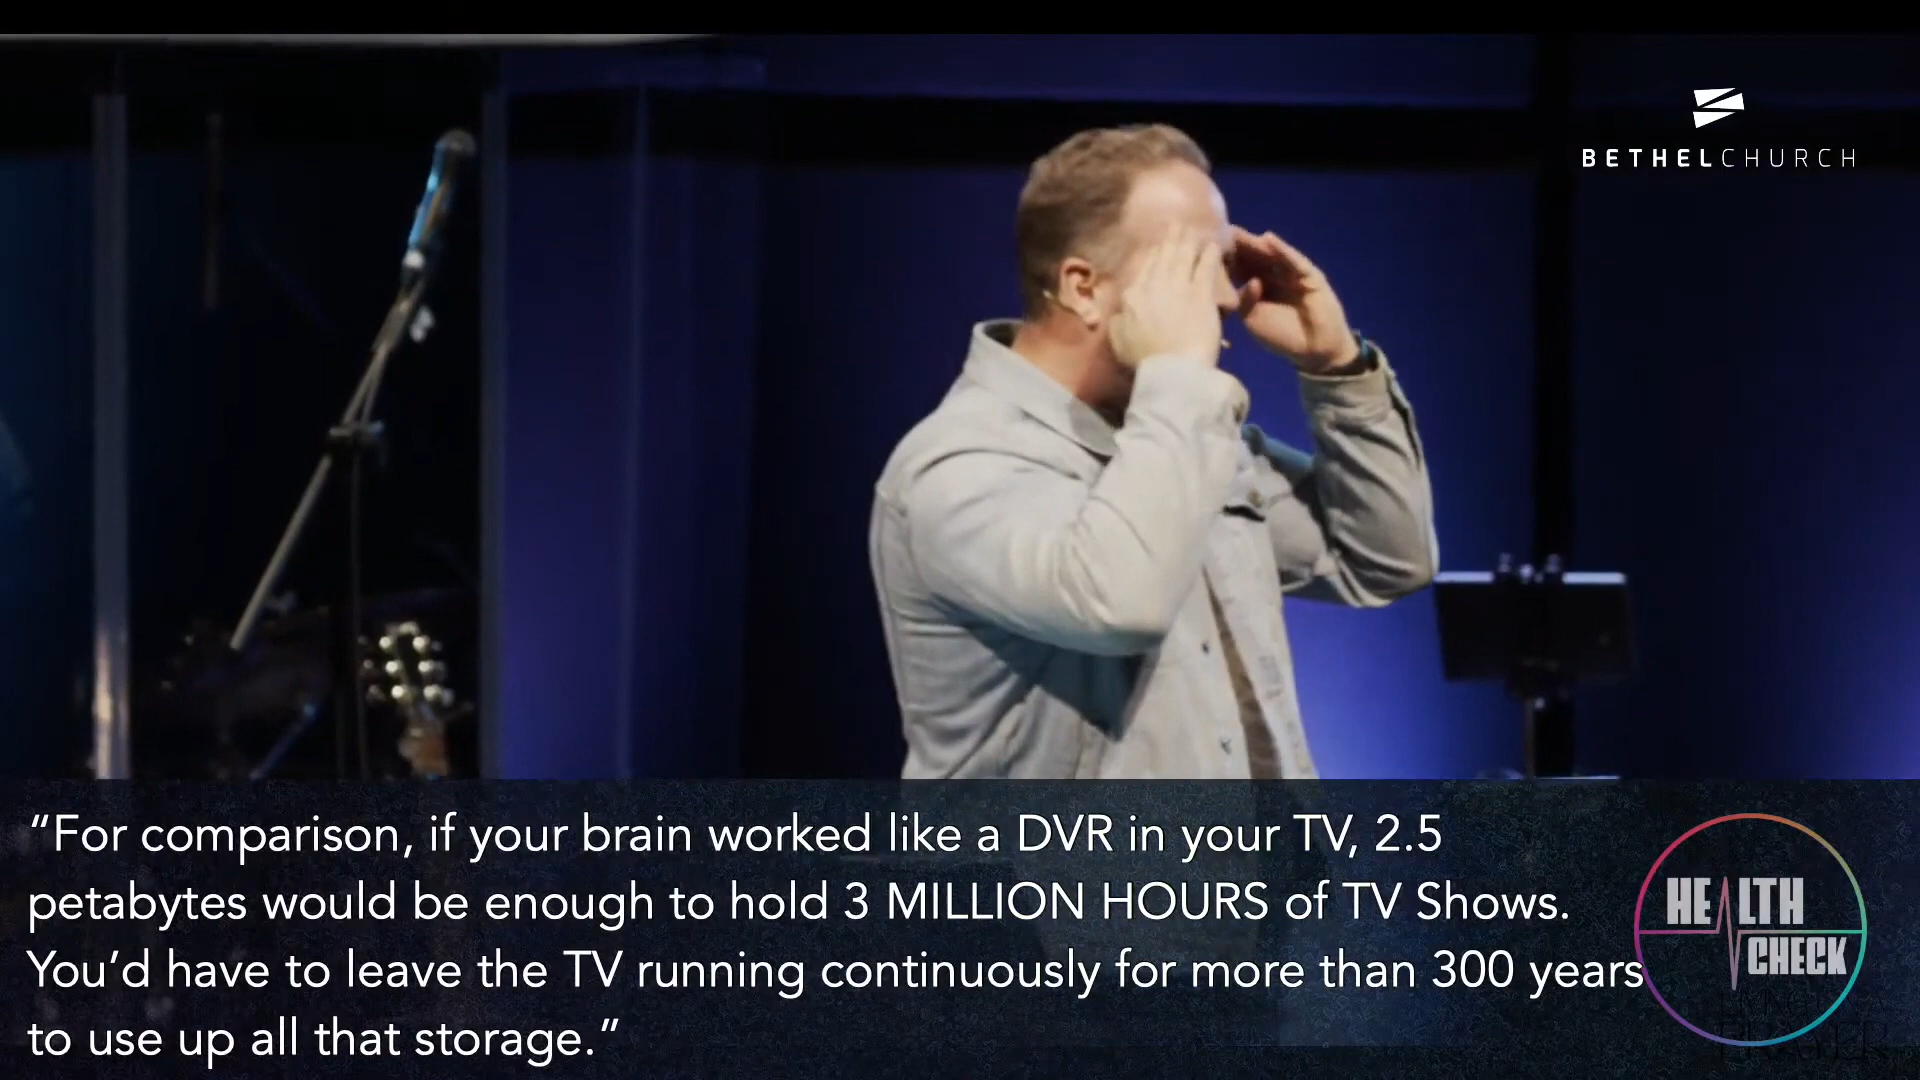 BETHELCHURCH
“For comparison, if your brain worked like a DVR in your TV, 2.5
petabytes would be enough to hold 3 MILLION HOURS of TV Shows.
You’d have to leave the TV running continuously for more than 300 years
to use up all that storage.”
HEALTH
CHECK